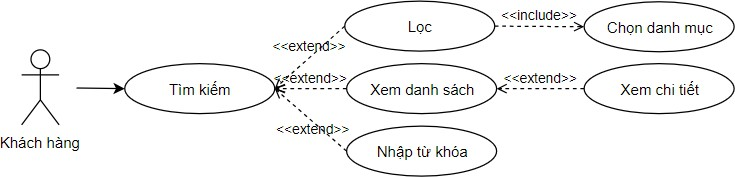 Lọc
<<include>>
Chọn danh mục
<<extend>>
Tìm kiếm
<<extend>>
Xem danh sách
<<extend>>
Xem chi tiết
<<extend>>
Nhập từ khóa
Khách hàng